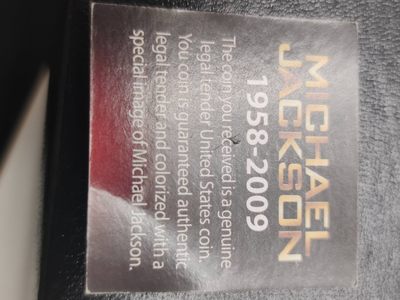 MICHAEL
JACKSON
1958-2009
The coin you received is a genuine
legal tender United States coin.
You coin is guaranteed authentic
legal tender and colorized with a
special image of Michael Jackson.